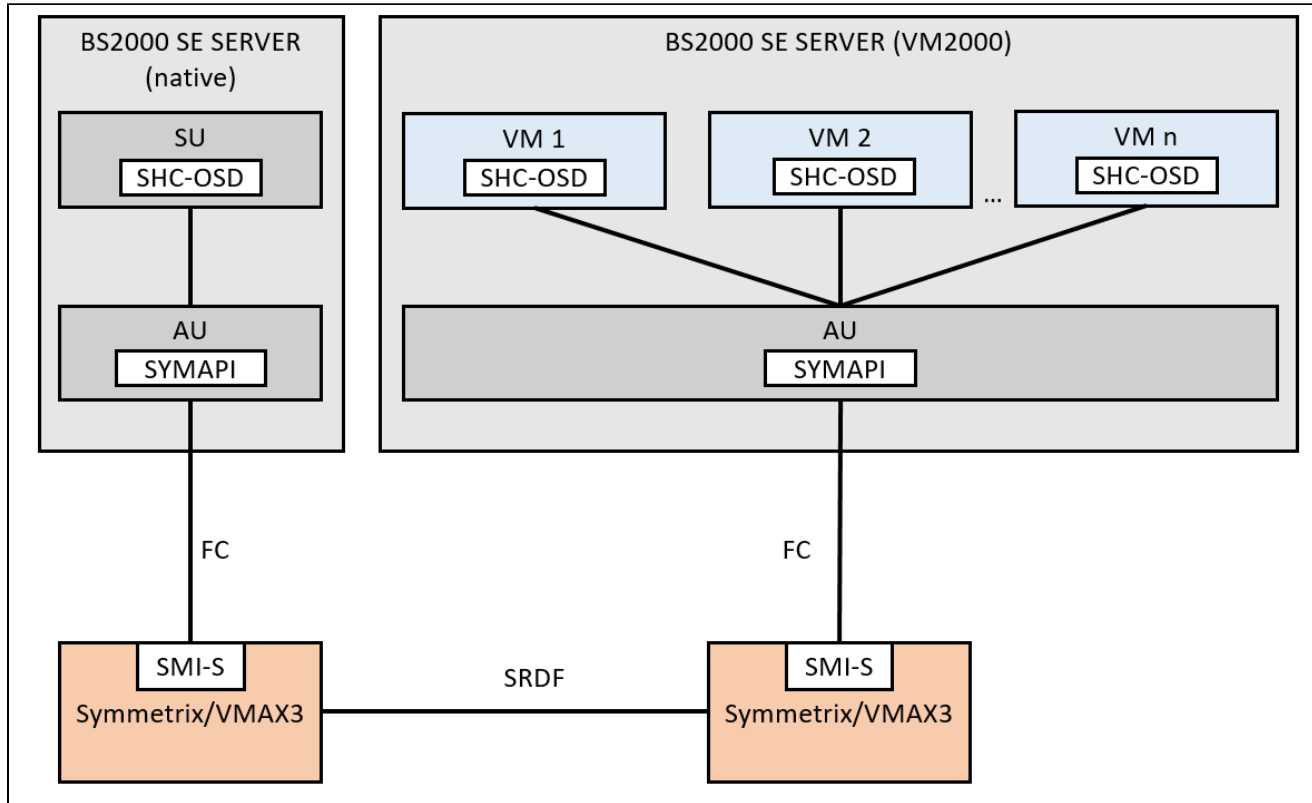 BS2000 SE SERVER
(native)
SU
SHC-OSD
AU
SYMAPI
BS2000 SE SERVER (VM2000)
VM 1
SHC-OSD
VM 2
SHC-OSD
...
VM n
SHC-OSD
AU
SYMAPI
FC
FC
SMI-S
Symmetrix/VMAX3
SRDF
SMI-S
Symmetrix/VMAX3